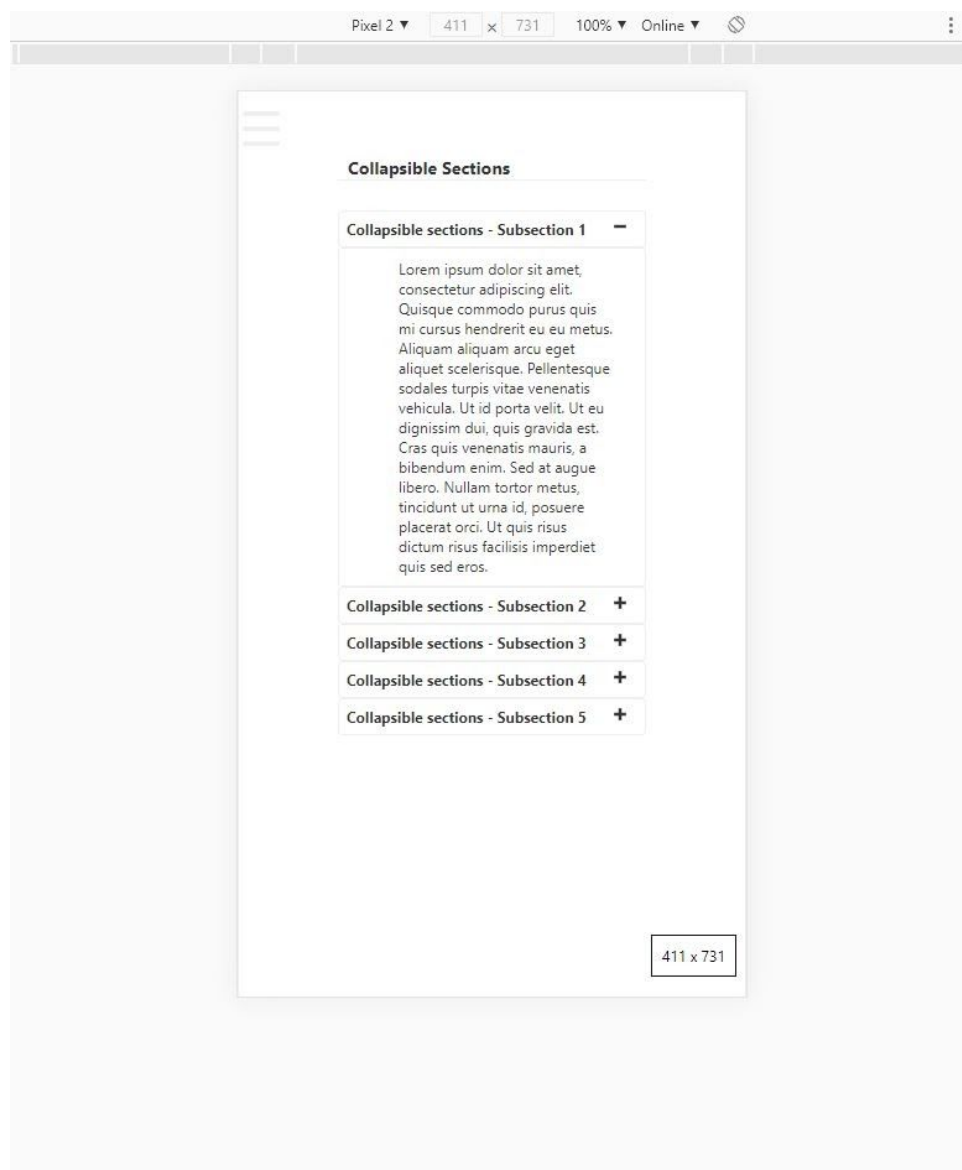 Pixel 2 ▼ 411 x 731 100% ▼ Online ▼
Collapsible Sections
Collapsible sections - Subsection 1 −
Lorem ipsum dolor sit amet,
consectetur adipiscing elit.
Quisque commodo purus quis
mi cursus hendrerit eu eu metus.
Aliquam aliquam arcu eget
aliquet scelerisque. Pellentesque
sodales turpis vitae venenatis
vehicula. Ut id porta velit. Ut eu
dignissim dui, quis gravida est.
Cras quis venenatis mauris, a
bibendum enim. Sed at augue
libero. Nullam tortor metus,
tincidunt ut urna id, posuere
placerat orci. Ut quis risus
dictum risus facilisis imperdiet
quis sed eros.
Collapsible sections - Subsection 2 +
Collapsible sections - Subsection 3 +
Collapsible sections - Subsection 4 +
Collapsible sections - Subsection 5 +
411 x 731